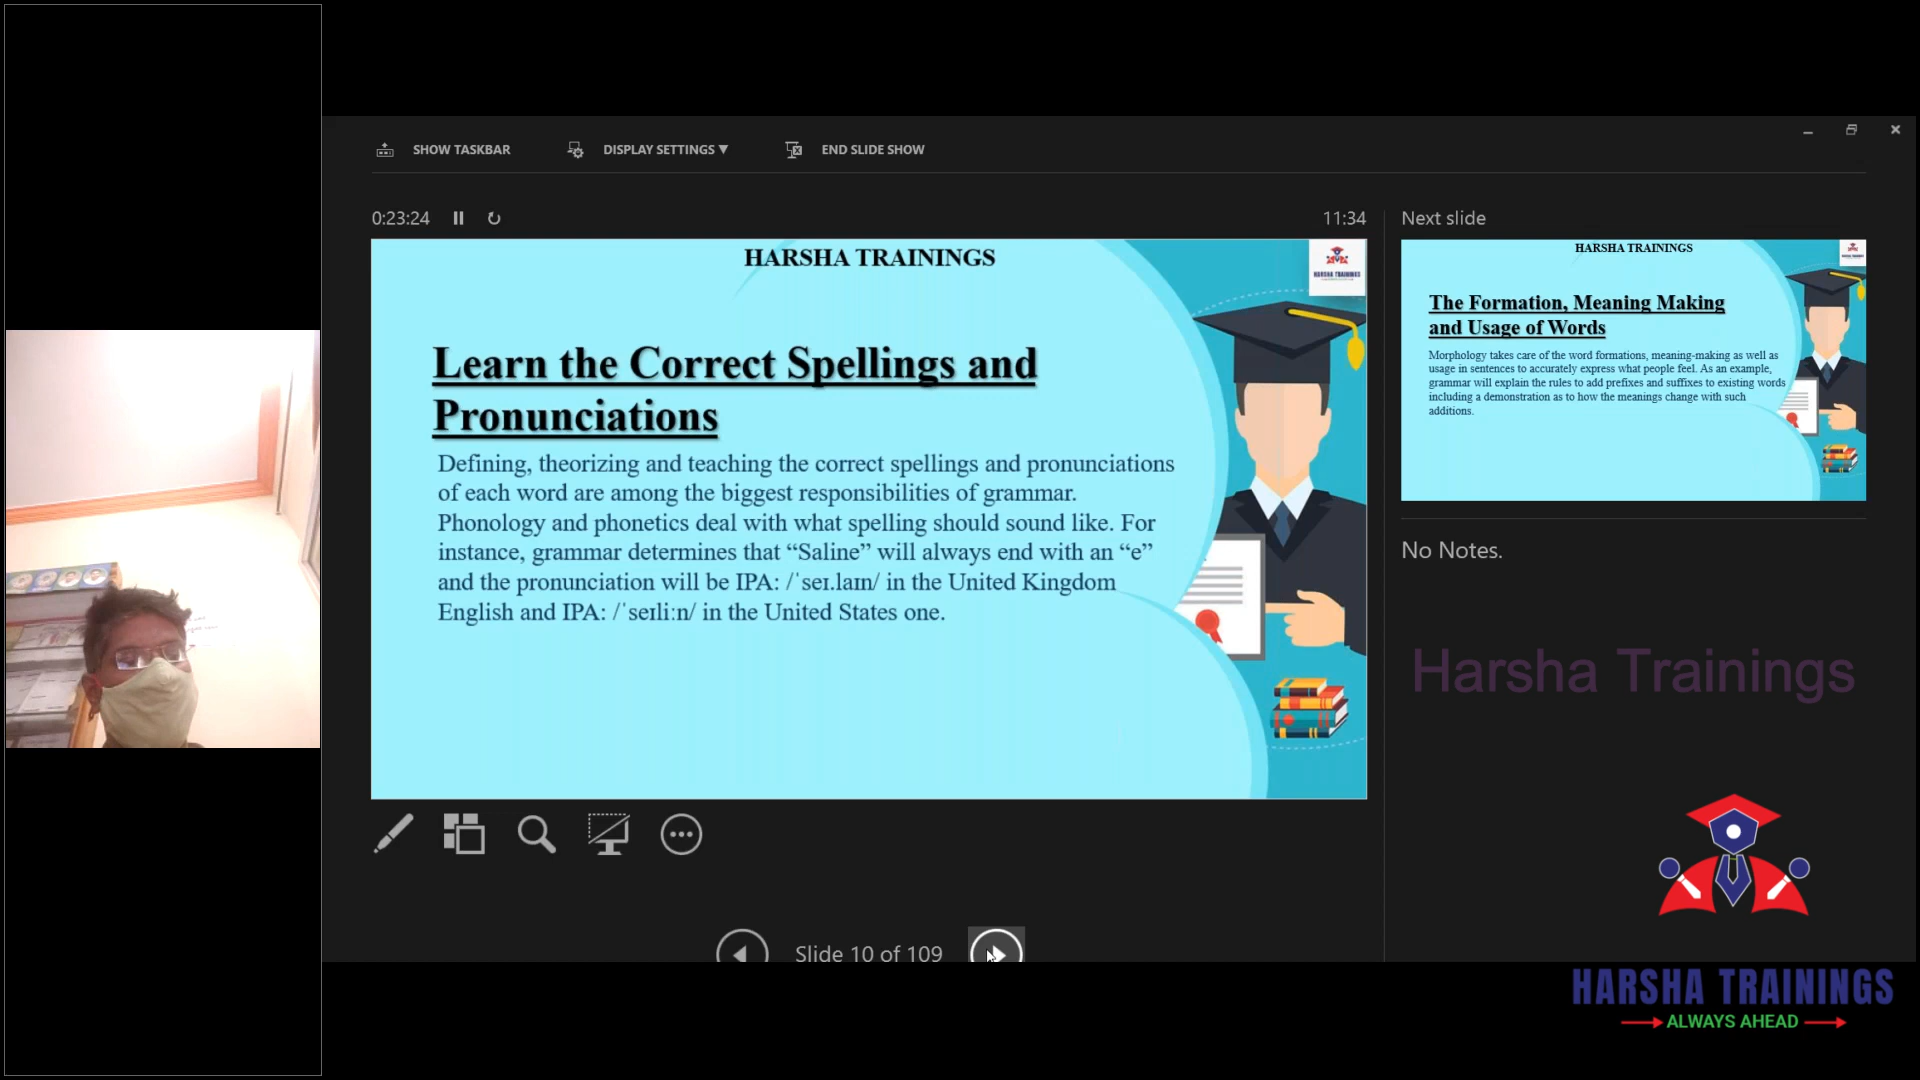 SHOW TASKBAR
DISPLAY SETTINGS ▼
END SLIDE SHOW
0:23:24
11:34
HARSHA TRAININGS
HARSHA TRAININGS
Learn the Correct Spellings and
Pronunciations
Defining, theorizing and teaching the correct spellings and pronunciations
of each word are among the biggest responsibilities of grammar.
Phonology and phonetics deal with what spelling should sound like. For
instance, grammar determines that “Saline” will always end with an “e”
and the pronunciation will be IPA: /ˈseɪ.laɪn/ in the United Kingdom
English and IPA: /ˈseɪliːn/ in the United States one.
Slide 10 of 109
Next slide
HARSHA TRAININGS
The Formation, Meaning Making
and Usage of Words
Morphology takes care of the word formations, meaning-making as well as
usage in sentences to accurately express what people feel. As an example,
grammar will explain the rules to add prefixes and suffixes to existing words
including a demonstration as to how the meanings change with such
additions.
No Notes.
Harsha Trainings
HARSHA TRAININGS
ALWAYS AHEAD